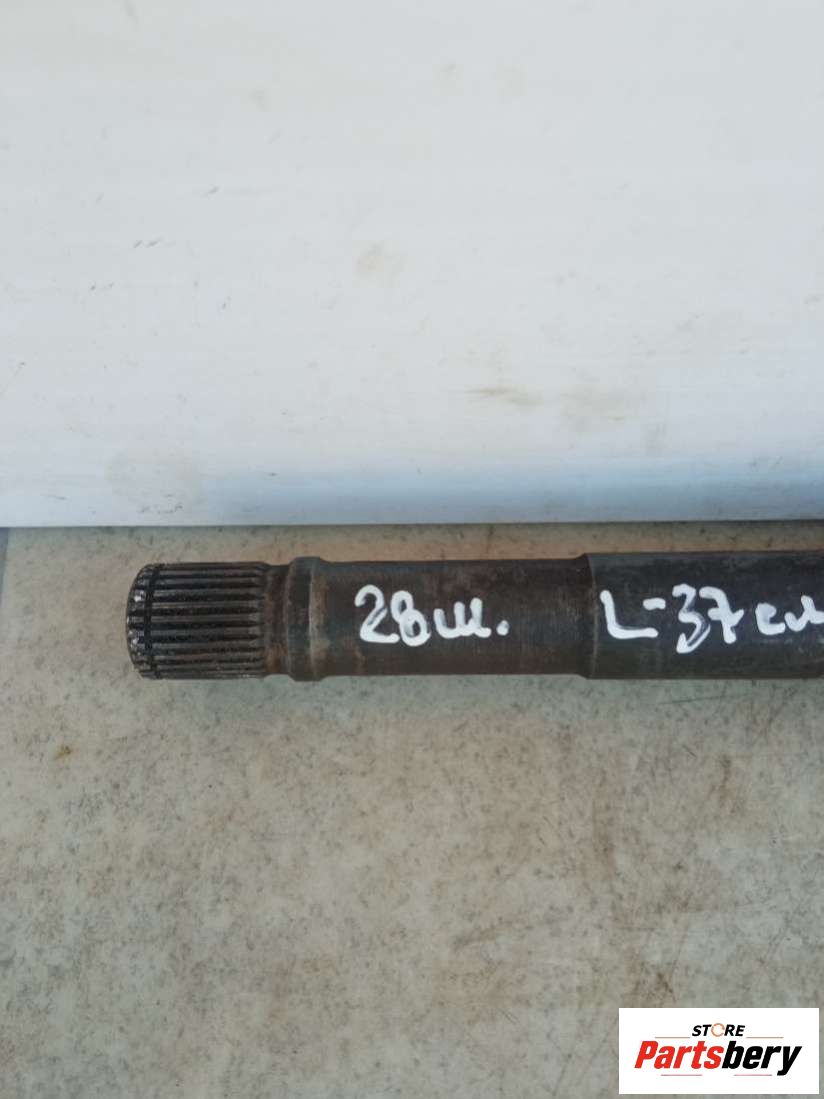 28ш. L-37см
STORE
Partsbery